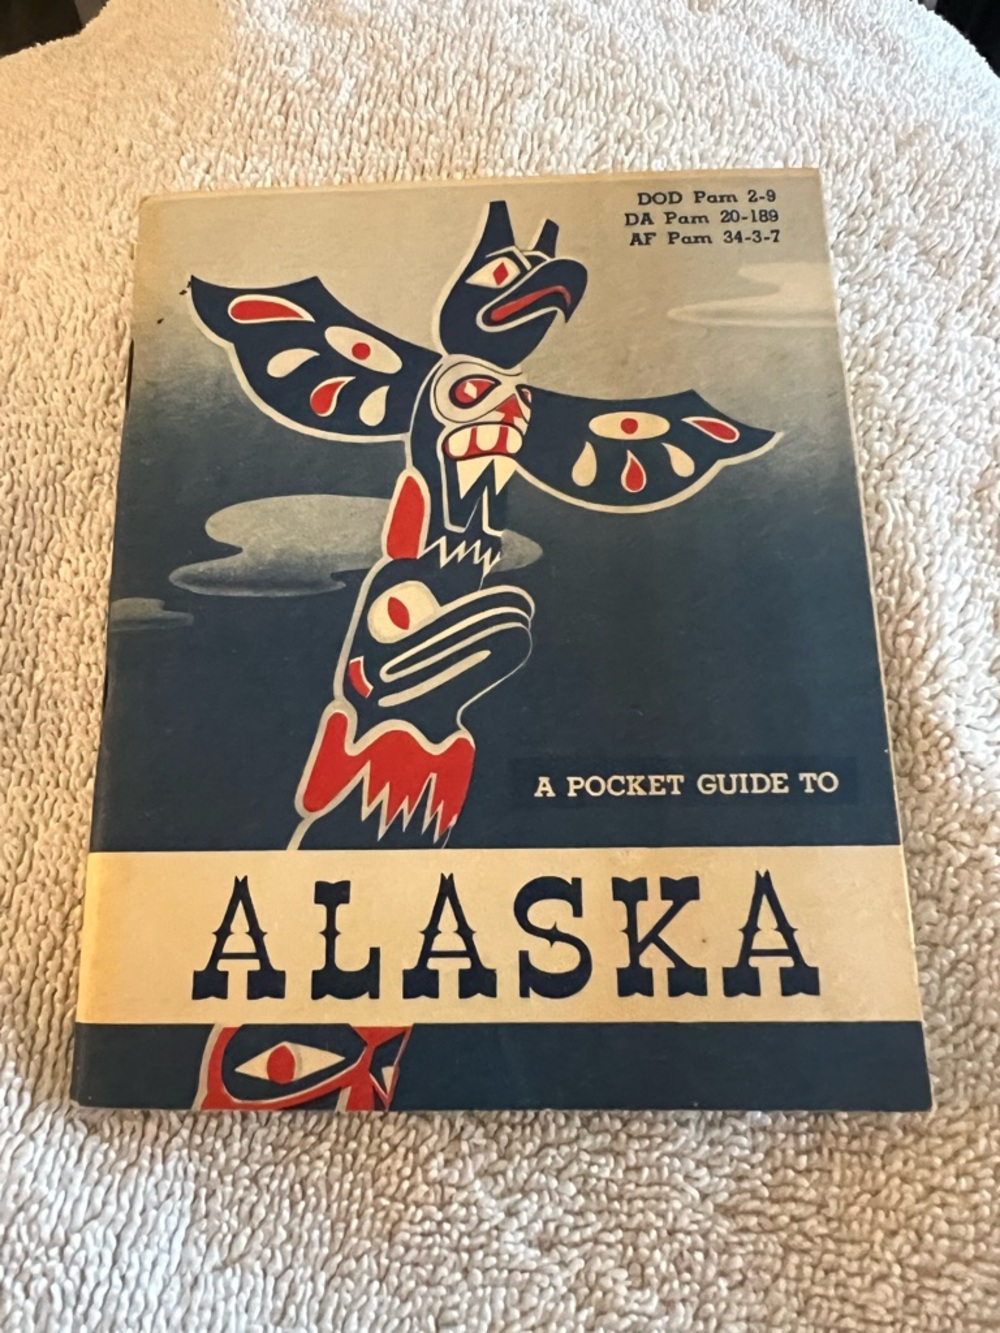 DOD Pam 2-9
DA Pam 20-189
AF Pam 34-3-7
A POCKET GUIDE TO
ALASKA